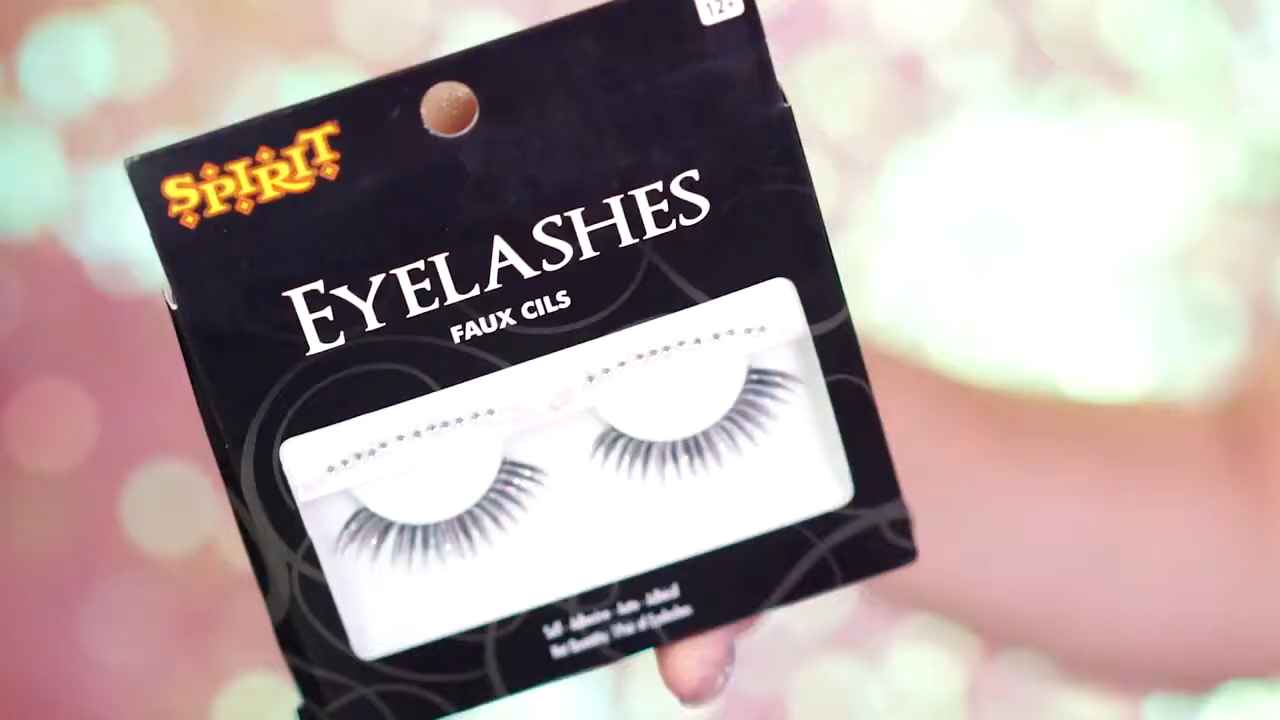 12+
SPIRIT
EYELASHES
FAUX CILS
Self - Adhesive - Auto - Adhésif